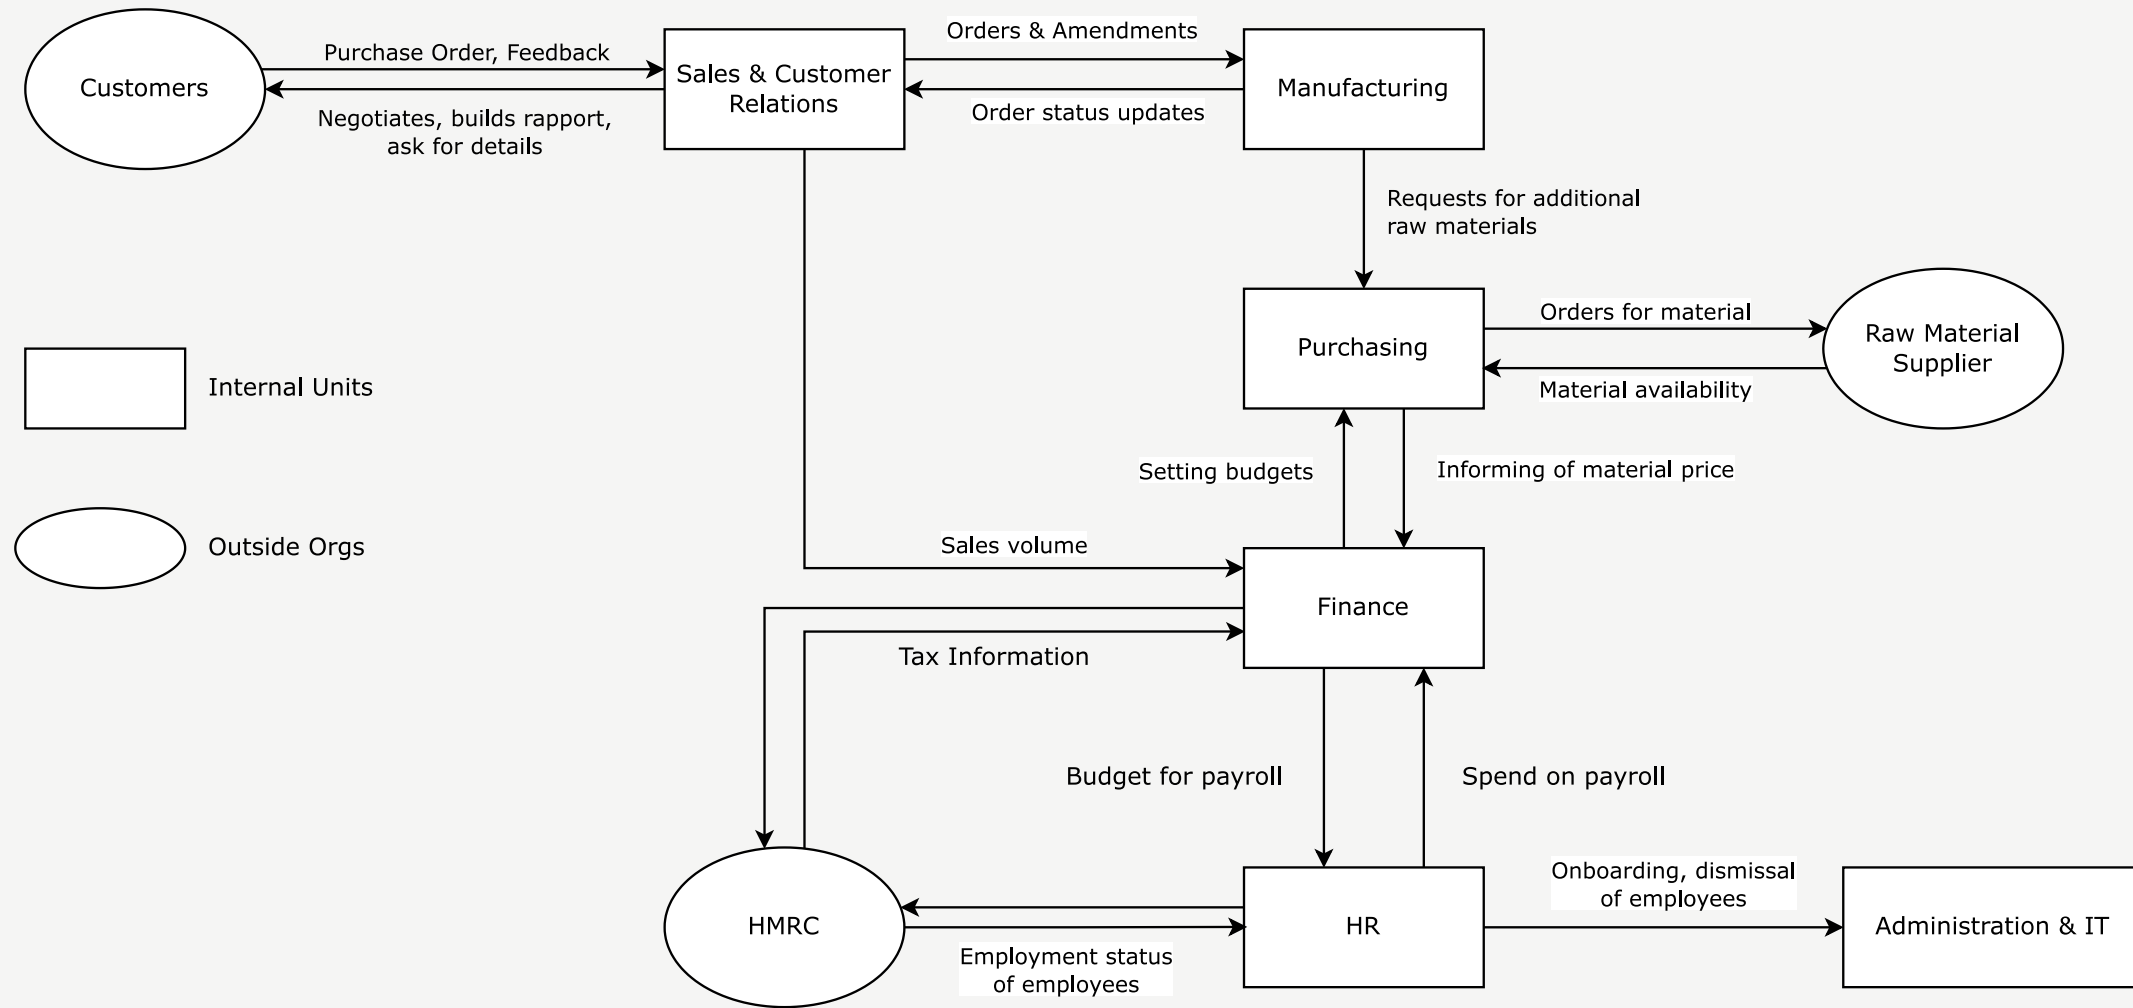 Customers
Purchase Order, Feedback
Negotiates, builds rapport,
ask for details
Sales & Customer
Relations
Orders & Amendments
Order status updates
Manufacturing
Requests for additional
raw materials
Purchasing
Orders for material
Material availability
Raw Material
Supplier
Internal Units
Outside Orgs
Setting budgets
Informing of material price
Sales volume
Finance
Tax Information
Budget for payroll
Spend on payroll
HMRC
Employment status
of employees
HR
Onboarding, dismissal
of employees
Administration & IT